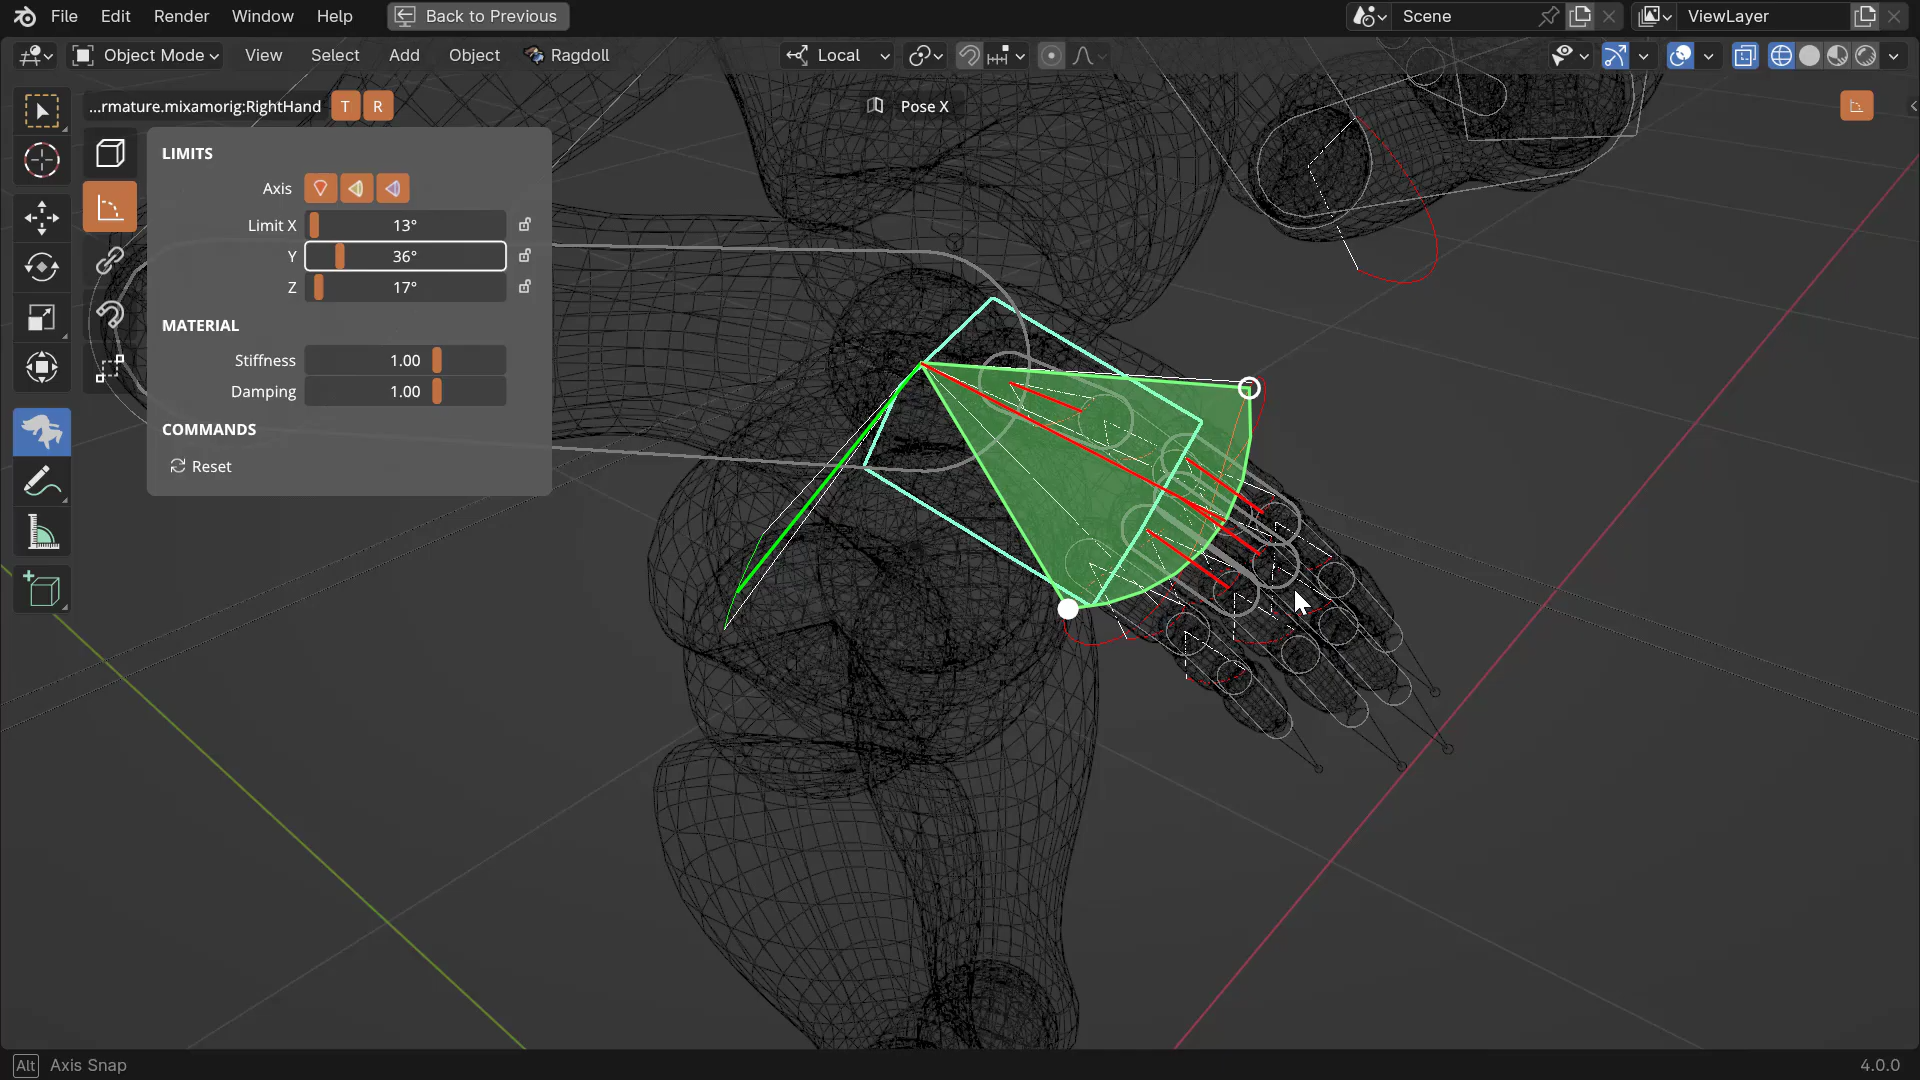 File Edit Render Window Help Back to Previous Scene ViewLayer
Object Mode View Select Add Object Ragdoll Local
...rmature.mixamorig:RightHand T R Pose X
LIMITS
Axis
Limit X 13°
Y 36°
Z 17°
MATERIAL
Stiffness 1.00
Damping 1.00
COMMANDS
Reset
Alt Axis Snap 4.0.0